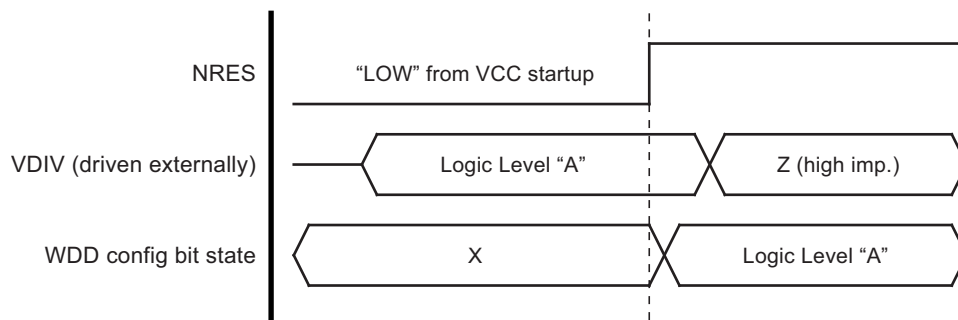 NRES
“LOW” from VCC startup
VDIV (driven externally)
Logic Level “A”
Z (high imp.)
WDD config bit state
X
Logic Level “A”